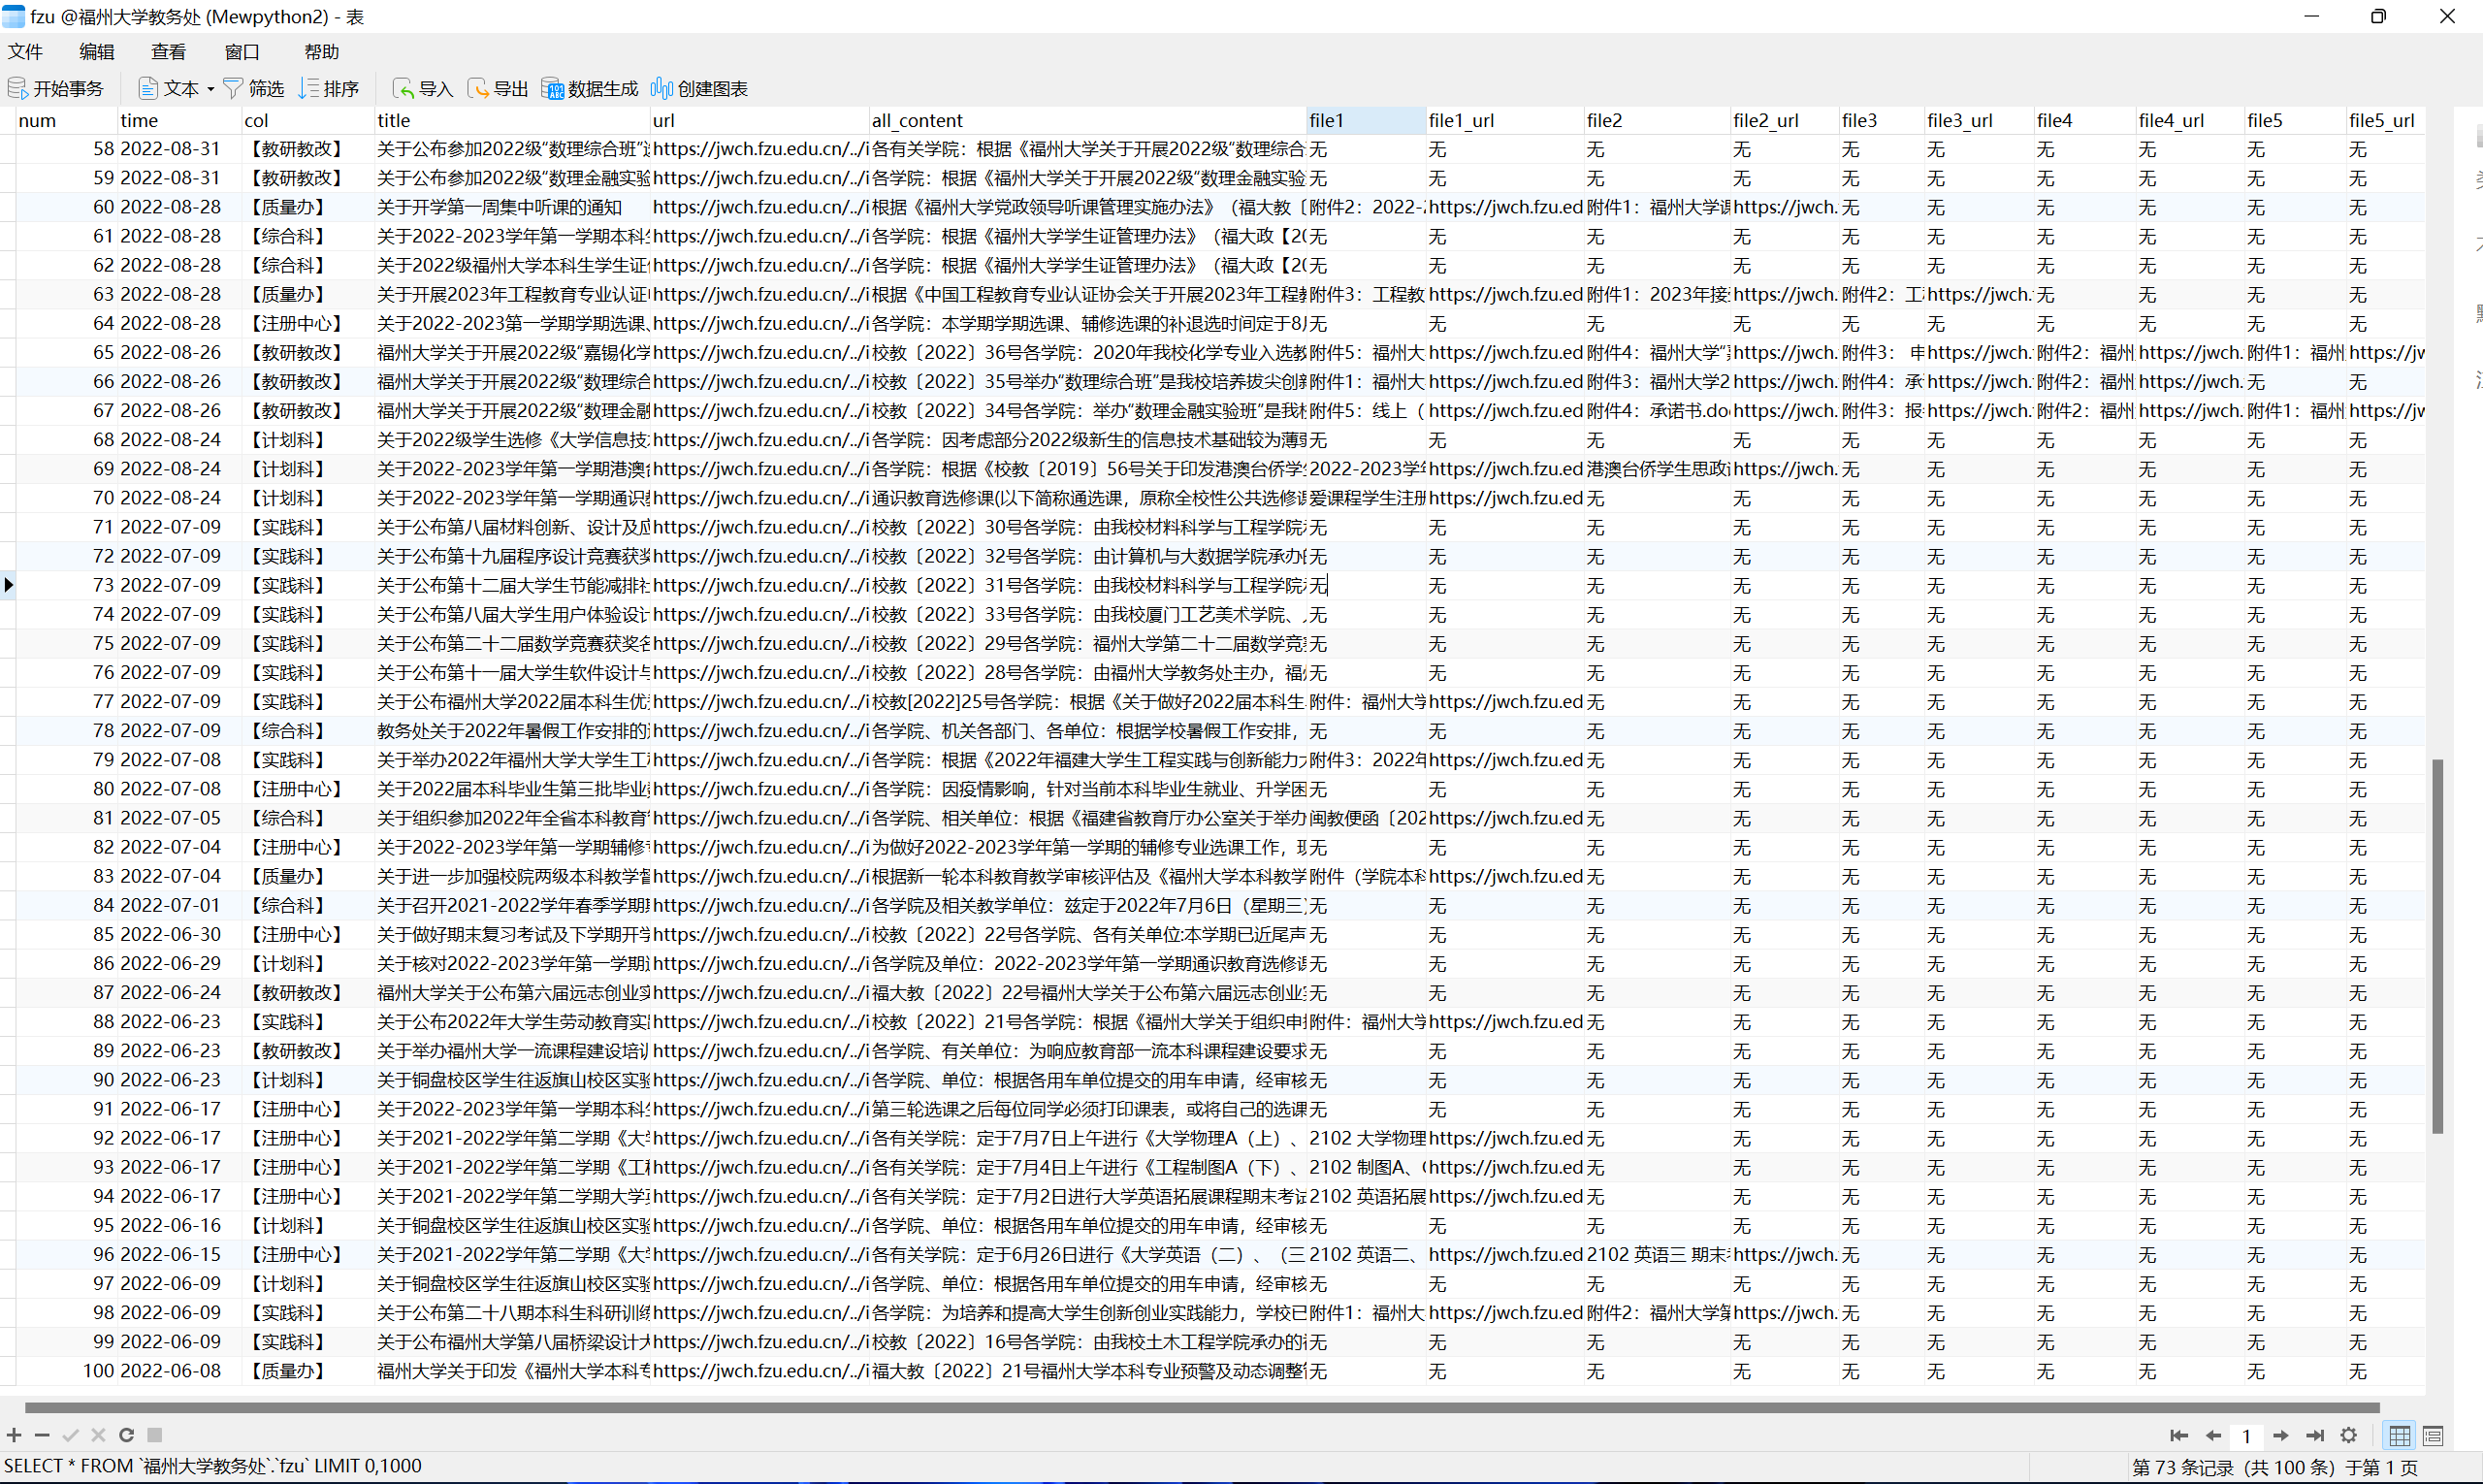 fzu @福州大学教务处 (Mewpython2) - 表
文件 编辑 查看 窗口 帮助
开始事务 文本 筛选 排序 导入 导出 数据生成 创建图表
num time col title url all_content file1 file1_url file2 file2_url file3 file3_url file4 file4_url file5 file5_url
58 2022-08-31 【教研教改】 关于公布参加2022级"数理综合班" https://jwch.fzu.edu.cn/../i 各有关学院：根据《福州大学关于开展2022级"数理综合 无 无 无 无 无 无 无 无 无 无
59 2022-08-31 【教研教改】 关于公布参加2022级"数理金融实验 https://jwch.fzu.edu.cn/../i 各学院：根据《福州大学关于开展2022级"数理金融实验 无 无 无 无 无 无 无 无 无 无
60 2022-08-28 【质量办】 关于开学第一周集中听课的通知 https://jwch.fzu.edu.cn/../i 根据《福州大学党政领导听课管理实施办法》（福大教〔 附件2：2022- https://jwch.fzu.ed 附件1：福州大学课 https://jwch. 无 无 无 无 无 无
61 2022-08-28 【综合科】 关于2022-2023学年第一学期本科 https://jwch.fzu.edu.cn/../i 各学院：根据《福州大学学生证管理办法》（福大政【20 无 无 无 无 无 无 无 无 无 无
62 2022-08-28 【综合科】 关于2022级福州大学本科生学生证 https://jwch.fzu.edu.cn/../i 各学院：根据《福州大学学生证管理办法》（福大政【20 无 无 无 无 无 无 无 无 无 无
63 2022-08-28 【质量办】 关于开展2023年工程教育专业认证 https://jwch.fzu.edu.cn/../i 根据《中国工程教育专业认证协会关于开展2023年工程 附件3：工程教 https://jwch.fzu.ed 附件1：2023年接 https://jwch. 附件2：工 https://jwch. 无 无 无 无
64 2022-08-28 【注册中心】 关于2022-2023第一学期学期选课、 https://jwch.fzu.edu.cn/../i 各学院：本学期学期选课、辅修选课的补退选时间定于8 无 无 无 无 无 无 无 无 无 无
65 2022-08-26 【教研教改】 福州大学关于开展2022级"嘉锡化学 https://jwch.fzu.edu.cn/../i 校教〔2022〕36号各学院：2020年我校化学专业入选 附件5：福州大 https://jwch.fzu.ed 附件4：福州大学" https://jwch. 附件3： 申 https://jwch. 附件2：福州 https://jwch. 附件1：福州 https://jw
66 2022-08-26 【教研教改】 福州大学关于开展2022级"数理综合 https://jwch.fzu.edu.cn/../i 校教〔2022〕35号举办"数理综合班"是我校培养拔尖创 附件1：福州大 https://jwch.fzu.ed 附件3：福州大学2 https://jwch. 附件4：承 https://jwch. 附件2：福州 https://jwch. 无 无
67 2022-08-26 【教研教改】 福州大学关于开展2022级"数理金融 https://jwch.fzu.edu.cn/../i 校教〔2022〕34号各学院：举办"数理金融实验班"是我 附件5：线上（ https://jwch.fzu.ed 附件4：承诺书.do https://jwch. 附件3：报 https://jwch. 附件2：福州 https://jwch. 附件1：福州 https://jw
68 2022-08-24 【计划科】 关于2022级学生选修《大学信息技 https://jwch.fzu.edu.cn/../i 各学院：因考虑部分2022级新生的信息技术基础较为薄 无 无 无 无 无 无 无 无 无 无
69 2022-08-24 【计划科】 关于2022-2023学年第一学期港澳 https://jwch.fzu.edu.cn/../i 各学院：根据《校教〔2019〕56号关于印发港澳台侨学 2022-2023学 https://jwch.fzu.ed 港澳台侨学生思政 https://jwch. 无 无 无 无 无 无
70 2022-08-24 【计划科】 关于2022-2023学年第一学期通识 https://jwch.fzu.edu.cn/../i 通识教育选修课(以下简称通选课，原称全校性公共选修 爱课程学生注册 https://jwch.fzu.ed 无 无 无 无 无 无 无 无
71 2022-07-09 【实践科】 关于公布第八届材料创新、设计及应 https://jwch.fzu.edu.cn/../i 校教〔2022〕30号各学院：由我校材料科学与工程学院 无 无 无 无 无 无 无 无 无 无
72 2022-07-09 【实践科】 关于公布第十九届程序设计竞赛获奖 https://jwch.fzu.edu.cn/../i 校教〔2022〕32号各学院：由计算机与大数据学院承办 无 无 无 无 无 无 无 无 无 无
73 2022-07-09 【实践科】 关于公布第十二届大学生节能减排 https://jwch.fzu.edu.cn/../i 校教〔2022〕31号各学院：由我校材料科学与工程学院 无 无 无 无 无 无 无 无 无 无
74 2022-07-09 【实践科】 关于公布第八届大学生用户体验设 https://jwch.fzu.edu.cn/../i 校教〔2022〕33号各学院：由我校厦门工艺美术学院、 无 无 无 无 无 无 无 无 无 无
75 2022-07-09 【实践科】 关于公布第二十二届数学竞赛获奖名 https://jwch.fzu.edu.cn/../i 校教〔2022〕29号各学院：福州大学第二十二届数学竞 无 无 无 无 无 无 无 无 无 无
76 2022-07-09 【实践科】 关于公布第十一届大学生软件设计与 https://jwch.fzu.edu.cn/../i 校教〔2022〕28号各学院：由福州大学教务处主办，福 无 无 无 无 无 无 无 无 无 无
77 2022-07-09 【实践科】 关于公布福州大学2022届本科生优 https://jwch.fzu.edu.cn/../i 校教[2022]25号各学院：根据《关于做好2022届本科生 附件：福州大学 https://jwch.fzu.ed 无 无 无 无 无 无 无 无
78 2022-07-09 【综合科】 教务处关于2022年暑假工作安排的 https://jwch.fzu.edu.cn/../i 各学院、机关各部门、各单位：根据学校暑假工作安排， 无 无 无 无 无 无 无 无 无 无
79 2022-07-08 【实践科】 关于举办2022年福州大学大学生工 https://jwch.fzu.edu.cn/../i 各学院：根据《2022年福建大学生工程实践与创新能力 附件3：2022年 https://jwch.fzu.ed 无 无 无 无 无 无 无 无
80 2022-07-08 【注册中心】 关于2022届本科毕业生第三批毕业 https://jwch.fzu.edu.cn/../i 各学院：因疫情影响，针对当前本科毕业生就业、升学困 无 无 无 无 无 无 无 无 无 无
81 2022-07-05 【综合科】 关于组织参加2022年全省本科教育 https://jwch.fzu.edu.cn/../i 各学院、相关单位：根据《福建省教育厅办公室关于举办 闽教便函〔202 https://jwch.fzu.ed 无 无 无 无 无 无 无 无
82 2022-07-04 【注册中心】 关于2022-2023学年第一学期辅修 https://jwch.fzu.edu.cn/../i 为做好2022-2023学年第一学期的辅修专业选课工作，现 无 无 无 无 无 无 无 无 无 无
83 2022-07-04 【质量办】 关于进一步加强校院两级本科教学督 https://jwch.fzu.edu.cn/../i 根据新一轮本科教育教学审核评估及《福州大学本科教学 附件（学院本科 https://jwch.fzu.ed 无 无 无 无 无 无 无 无
84 2022-07-01 【综合科】 关于召开2021-2022学年春季学期 https://jwch.fzu.edu.cn/../i 各学院及相关教学单位：兹定于2022年7月6日（星期三） 无 无 无 无 无 无 无 无 无 无
85 2022-06-30 【注册中心】 关于做好期末复习考试及下学期开学 https://jwch.fzu.edu.cn/../i 校教〔2022〕22号各学院、各有关单位:本学期已近尾声 无 无 无 无 无 无 无 无 无 无
86 2022-06-29 【计划科】 关于核对2022-2023学年第一学期 https://jwch.fzu.edu.cn/../i 各学院及单位：2022-2023学年第一学期通识教育选修 无 无 无 无 无 无 无 无 无 无
87 2022-06-24 【教研教改】 福州大学关于公布第六届远志创业实 https://jwch.fzu.edu.cn/../i 福大教〔2022〕22号福州大学关于公布第六届远志创业 无 无 无 无 无 无 无 无 无 无
88 2022-06-23 【实践科】 关于公布2022年大学生劳动教育实 https://jwch.fzu.edu.cn/../i 校教〔2022〕21号各学院：根据《福州大学关于组织申 附件：福州大学 https://jwch.fzu.ed 无 无 无 无 无 无 无 无
89 2022-06-23 【教研教改】 关于举办福州大学一流课程建设培 https://jwch.fzu.edu.cn/../i 各学院、有关单位：为响应教育部一流本科课程建设要求 无 无 无 无 无 无 无 无 无 无
90 2022-06-23 【计划科】 关于铜盘校区学生往返旗山校区实验 https://jwch.fzu.edu.cn/../i 各学院、单位：根据各用车单位提交的用车申请，经审核 无 无 无 无 无 无 无 无 无 无
91 2022-06-17 【注册中心】 关于2022-2023学年第一学期本科 https://jwch.fzu.edu.cn/../i 第三轮选课之后每位同学必须打印课表，或将自己的选课 无 无 无 无 无 无 无 无 无 无
92 2022-06-17 【注册中心】 关于2021-2022学年第二学期《大 https://jwch.fzu.edu.cn/../i 各有关学院：定于7月7日上午进行《大学物理A（上）、 2102 大学物理 https://jwch.fzu.ed 无 无 无 无 无 无 无 无
93 2022-06-17 【注册中心】 关于2021-2022学年第二学期《工 https://jwch.fzu.edu.cn/../i 各有关学院：定于7月4日上午进行《工程制图A（下）、 2102 制图A、 https://jwch.fzu.ed 无 无 无 无 无 无 无 无
94 2022-06-17 【注册中心】 关于2021-2022学年第二学期大学 https://jwch.fzu.edu.cn/../i 各有关学院：定于7月2日进行大学英语拓展课程期末考 2102 英语拓展 https://jwch.fzu.ed 无 无 无 无 无 无 无 无
95 2022-06-16 【计划科】 关于铜盘校区学生往返旗山校区实验 https://jwch.fzu.edu.cn/../i 各学院、单位：根据各用车单位提交的用车申请，经审核 无 无 无 无 无 无 无 无 无 无
96 2022-06-15 【注册中心】 关于2021-2022学年第二学期《大 https://jwch.fzu.edu.cn/../i 各有关学院：定于6月26日进行《大学英语（二）、（三 2102 英语二、 https://jwch.fzu.ed 2102 英语三 期末 https://jwch. 无 无 无 无 无 无
97 2022-06-09 【计划科】 关于铜盘校区学生往返旗山校区实验 https://jwch.fzu.edu.cn/../i 各学院、单位：根据各用车单位提交的用车申请，经审核 无 无 无 无 无 无 无 无 无 无
98 2022-06-09 【实践科】 关于公布第二十八期本科生科研训练 https://jwch.fzu.edu.cn/../i 各学院：为培养和提高大学生创新创业实践能力，学校已 附件1：福州大 https://jwch.fzu.ed 附件2：福州大学第 https://jwch. 无 无 无 无 无 无
99 2022-06-09 【实践科】 关于公布福州大学第八届桥梁设计大 https://jwch.fzu.edu.cn/../i 校教〔2022〕16号各学院：由我校土木工程学院承办的 无 无 无 无 无 无 无 无 无 无
100 2022-06-08 【质量办】 福州大学关于印发《福州大学本科专 https://jwch.fzu.edu.cn/../i 福大教〔2022〕21号福州大学本科专业预警及动态调整 无 无 无 无 无 无 无 无 无 无
1
SELECT * FROM `福州大学教务处`.`fzu` LIMIT 0,1000
第 73 条记录 (共 100 条) 于第 1 页